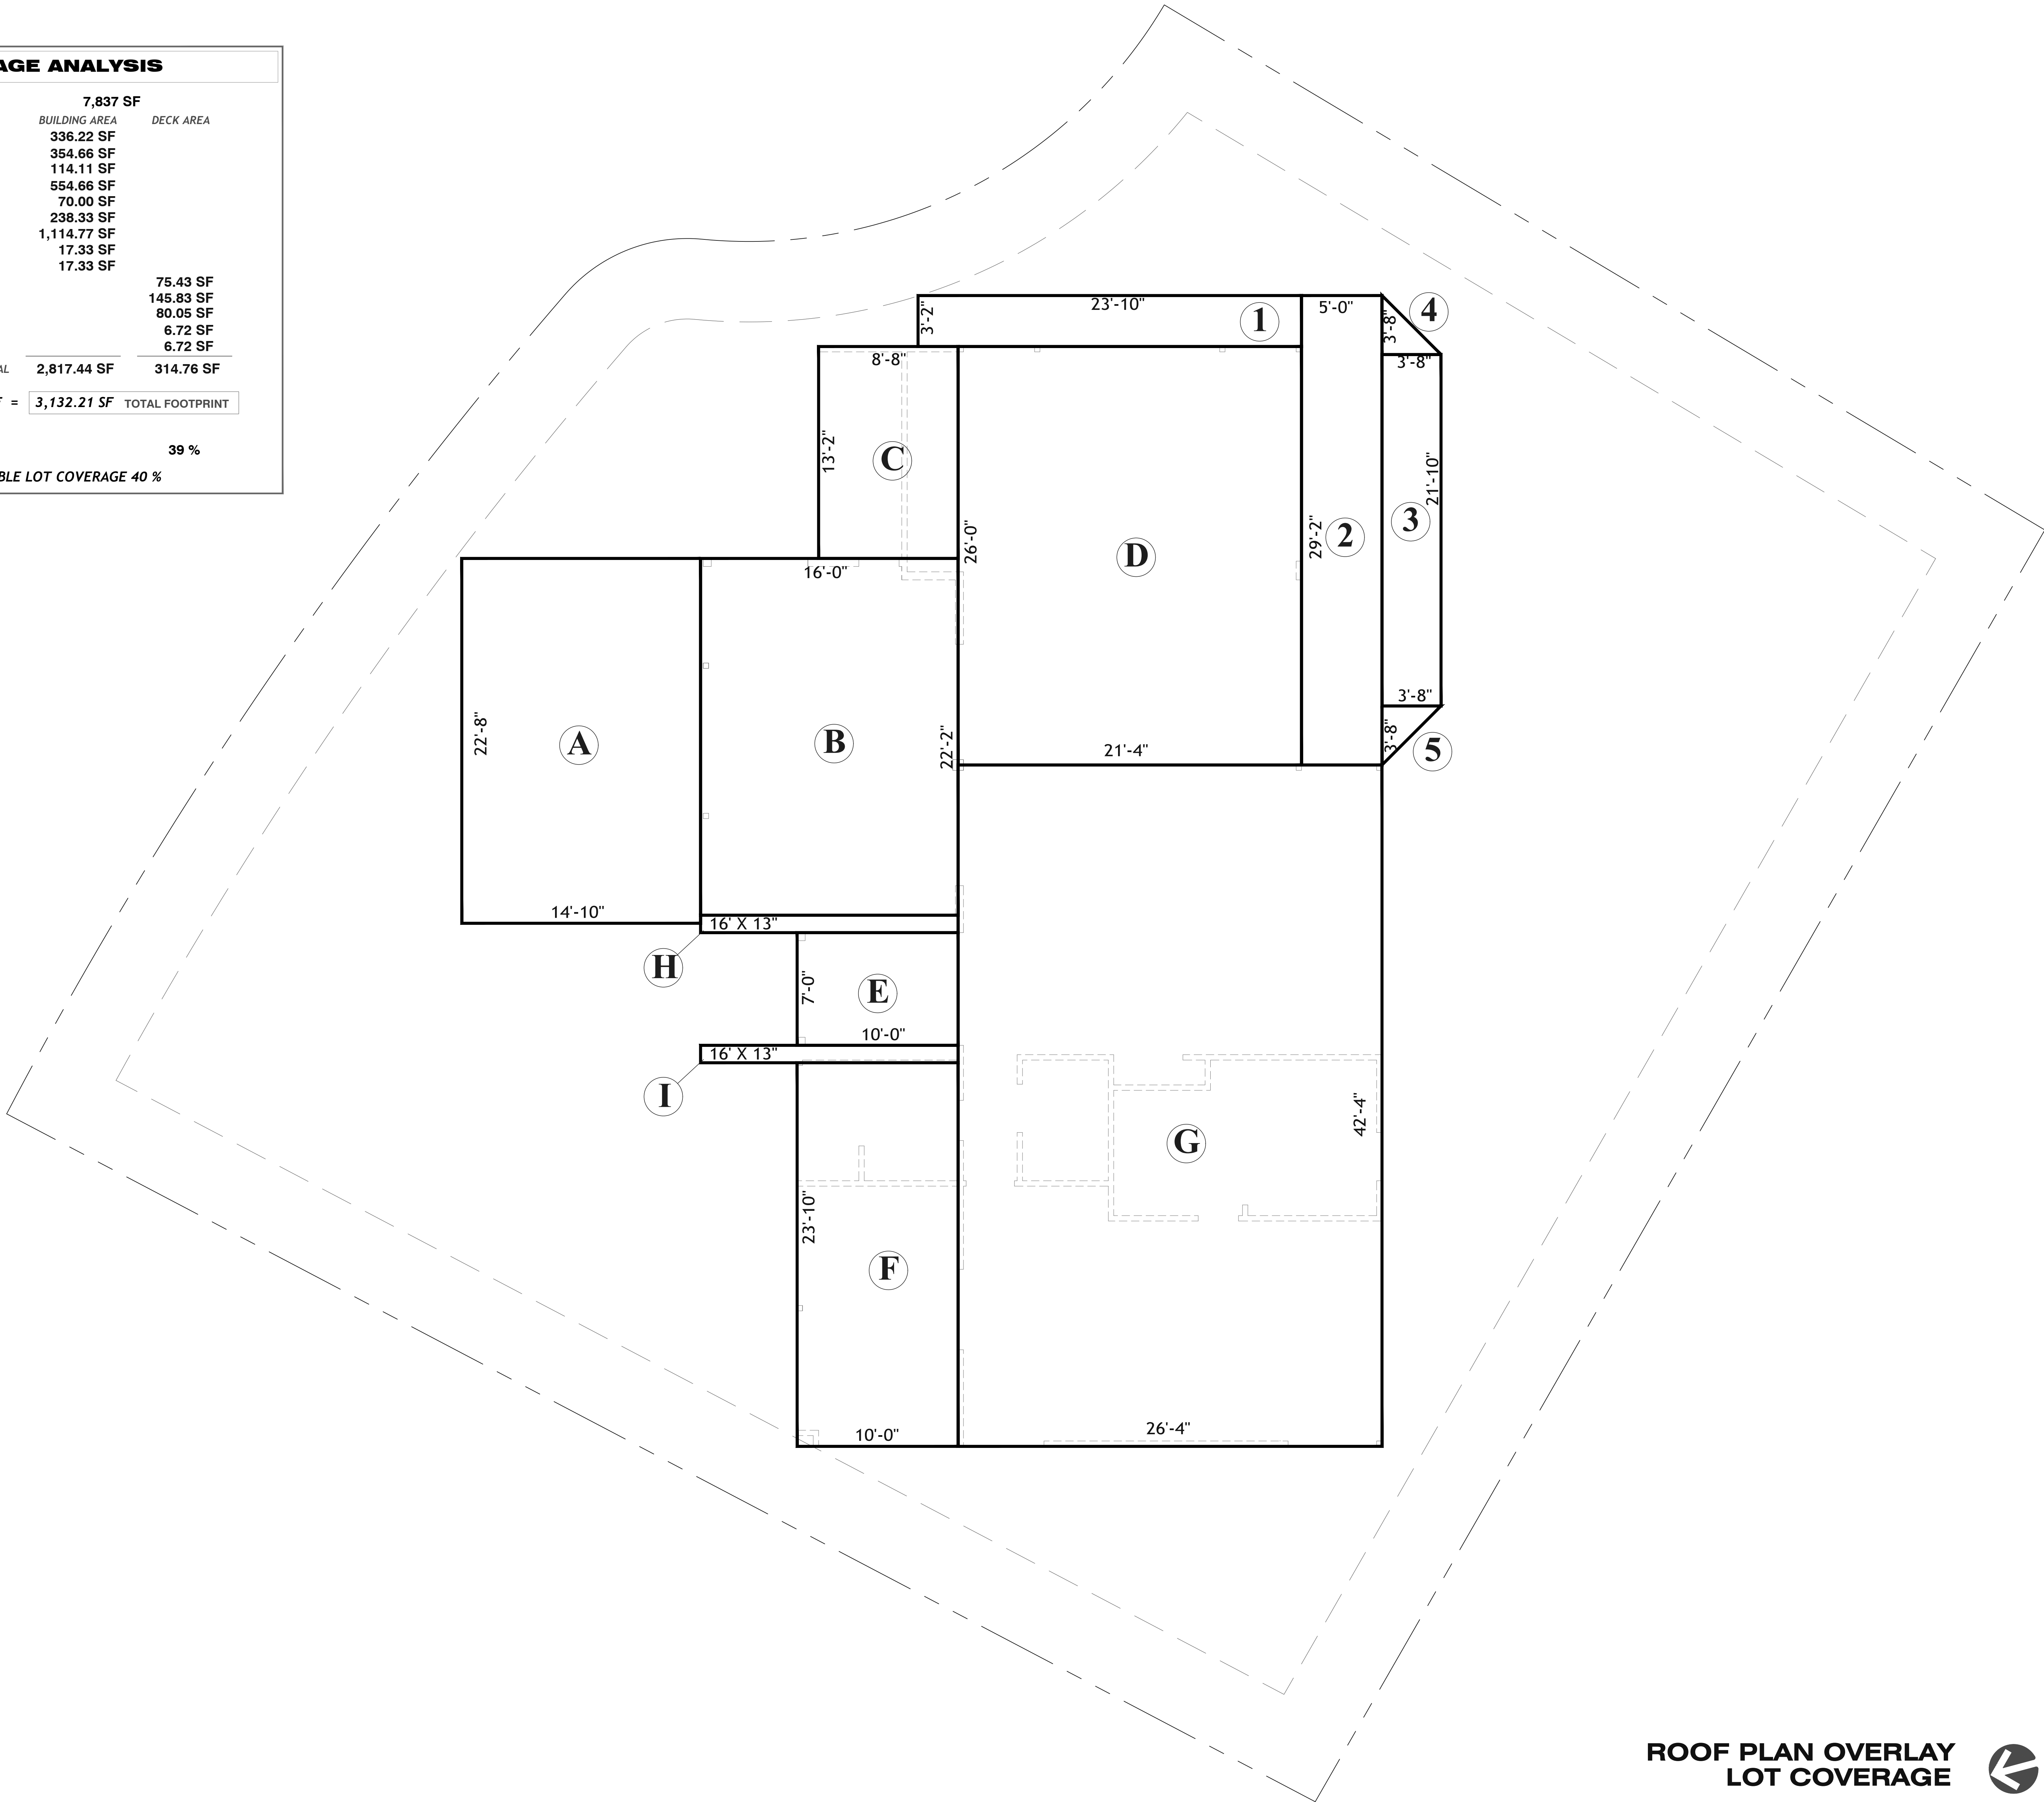 AGE ANALYSIS
7,837 SF
BUILDING AREA DECK AREA
336.22 SF
354.66 SF
114.11 SF
554.66 SF
70.00 SF
238.33 SF
1,114.77 SF
17.33 SF
17.33 SF
75.43 SF
145.83 SF
80.05 SF
6.72 SF
6.72 SF
AL 2,817.44 SF 314.76 SF
F = 3,132.21 SF TOTAL FOOTPRINT
39 %
BLE LOT COVERAGE 40 %
23'-10"
5'-0"
3'-2"
1
3'-8"
4
8'-8"
3'-8"
13'-2"
C
21'-10"
3
26'-0"
29'-2"
2
D
16'-0"
3'-8"
22'-8"
A
B
22'-2"
21'-4"
3'-8"
5
14'-10"
16' X 13"
H
7'-0"
E
10'-0"
16' X 13"
I
42'-4"
G
23'-10"
F
10'-0"
26'-4"
ROOF PLAN OVERLAY
LOT COVERAGE